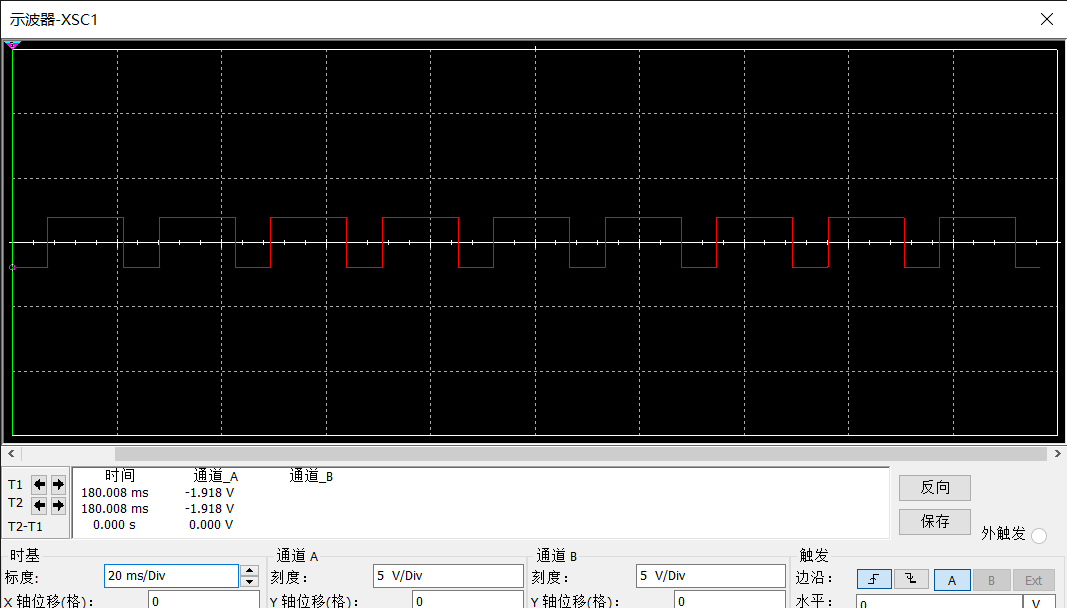 示波器-XSC1
时间 通道_A 通道_B
T1 180.008 ms -1.918 V
T2 180.008 ms -1.918 V
T2-T1 0.000 s 0.000 V
反向
保存
外触发
时基
标度: 20 ms/Div
X 轴位移(格): 0
通道 A
刻度: 5 V/Div
Y 轴位移(格): 0
通道 B
刻度: 5 V/Div
Y 轴位移(格): 0
触发
边沿: A B Ext
水平: 0 V